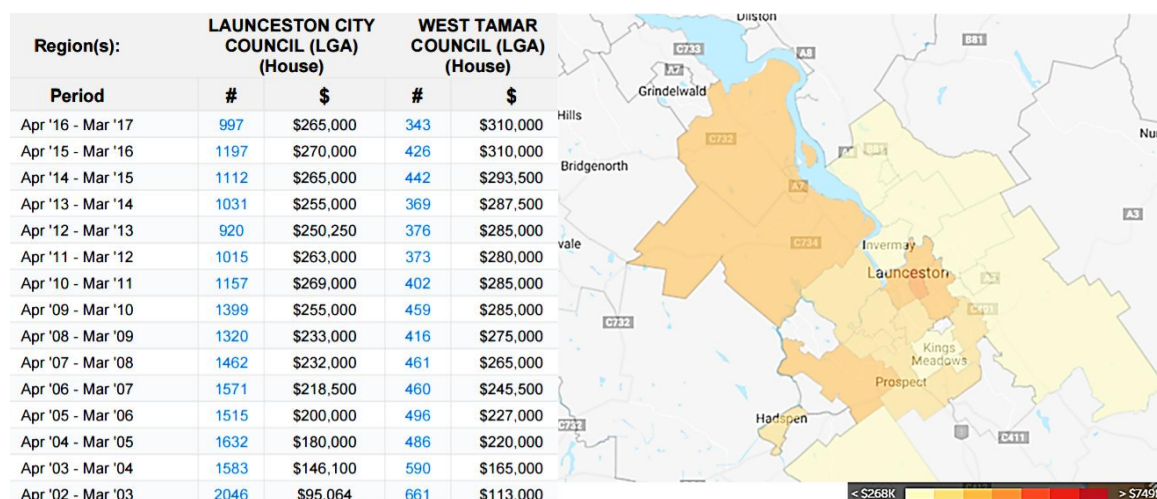 Region(s):
LAUNCESTON CITY
COUNCIL (LGA)
(House)
WEST TAMAR
COUNCIL (LGA)
(House)
Period # $ # $
Apr '16 - Mar '17 997 $265,000 343 $310,000
Apr '15 - Mar '16 1197 $270,000 426 $310,000
Apr '14 - Mar '15 1112 $265,000 442 $293,500
Apr '13 - Mar '14 1031 $255,000 369 $287,500
Apr '12 - Mar '13 920 $250,250 376 $285,000
Apr '11 - Mar '12 1015 $263,000 373 $280,000
Apr '10 - Mar '11 1157 $269,000 402 $285,000
Apr '09 - Mar '10 1399 $255,000 459 $285,000
Apr '08 - Mar '09 1320 $233,000 416 $275,000
Apr '07 - Mar '08 1462 $232,000 461 $265,000
Apr '06 - Mar '07 1571 $218,500 460 $245,500
Apr '05 - Mar '06 1515 $200,000 496 $227,000
Apr '04 - Mar '05 1632 $180,000 486 $220,000
Apr '03 - Mar '04 1583 $146,100 590 $165,000
Apr '02 - Mar '03 2046 $95,064 661 $113,000
Dilston
B81
C733
A8
A7
Grindelwald
Hills
C732
Nu
Bridgenorth
A7
A3
vale
C734
Invermay
Launceston
C401
C732
Kings
Meadows
Prospect
Hadspen
C732
C411
< $268K > $749